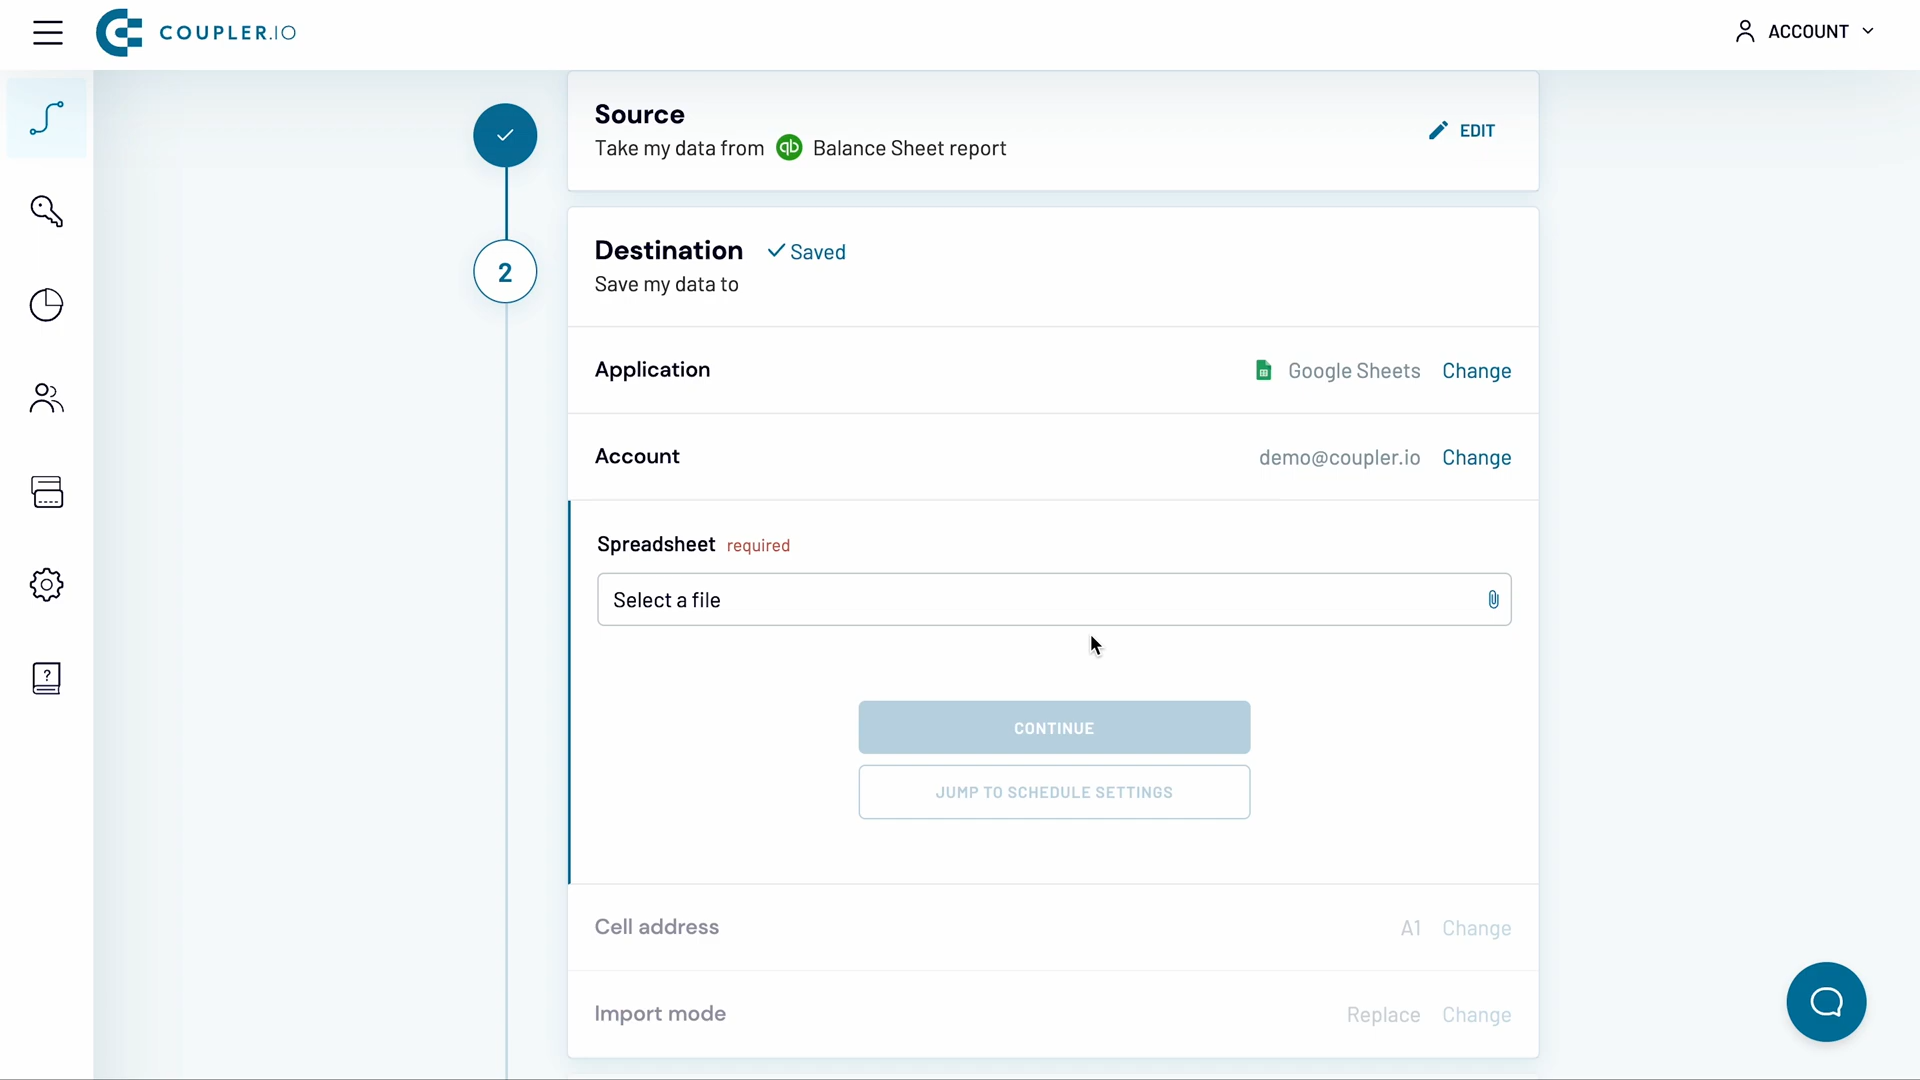 COUPLER.IO
ACCOUNT
Source
Take my data from qb Balance Sheet report
EDIT
2
Destination Saved
Save my data to
Application Google Sheets Change
Account demo@coupler.io Change
Spreadsheet required
Select a file
CONTINUE
JUMP TO SCHEDULE SETTINGS
Cell address A1 Change
Import mode Replace Change
?